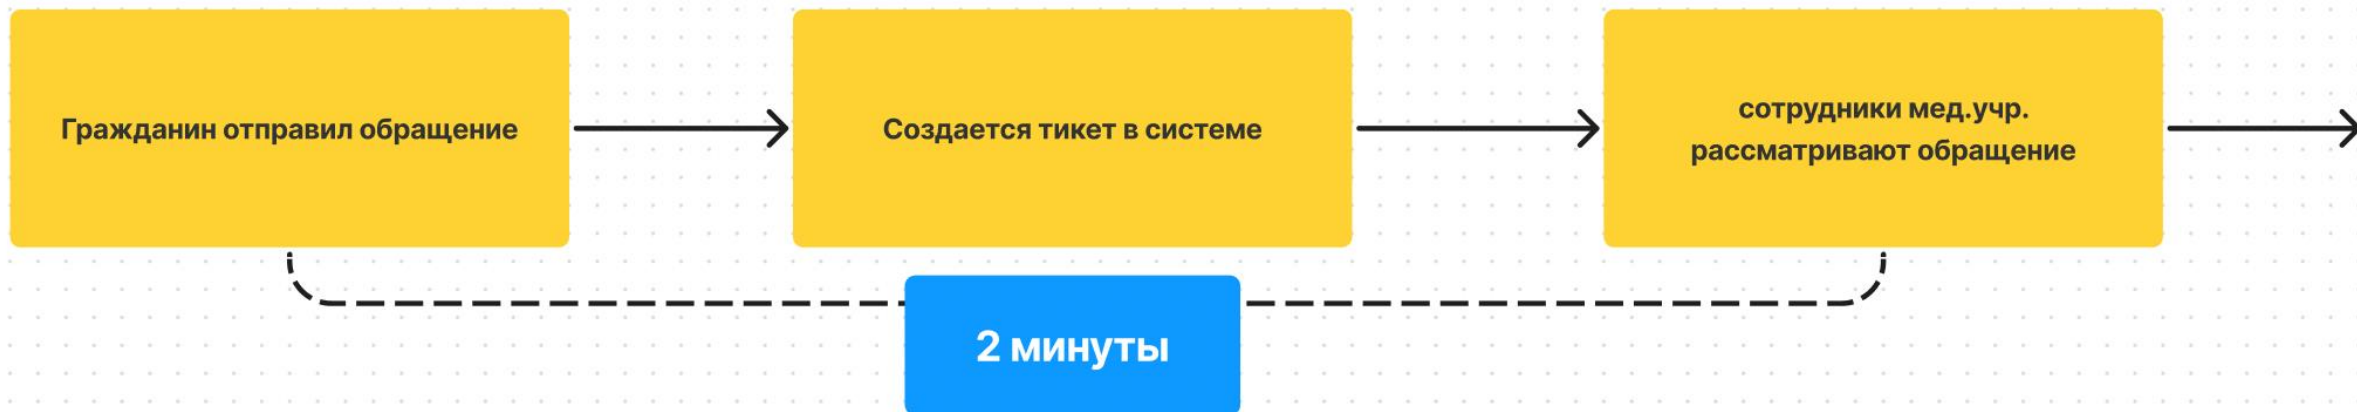 Гражданин отправил обращение
Создается тикет в системе
сотрудники мед.учр.
рассматривают обращение
2 минуты